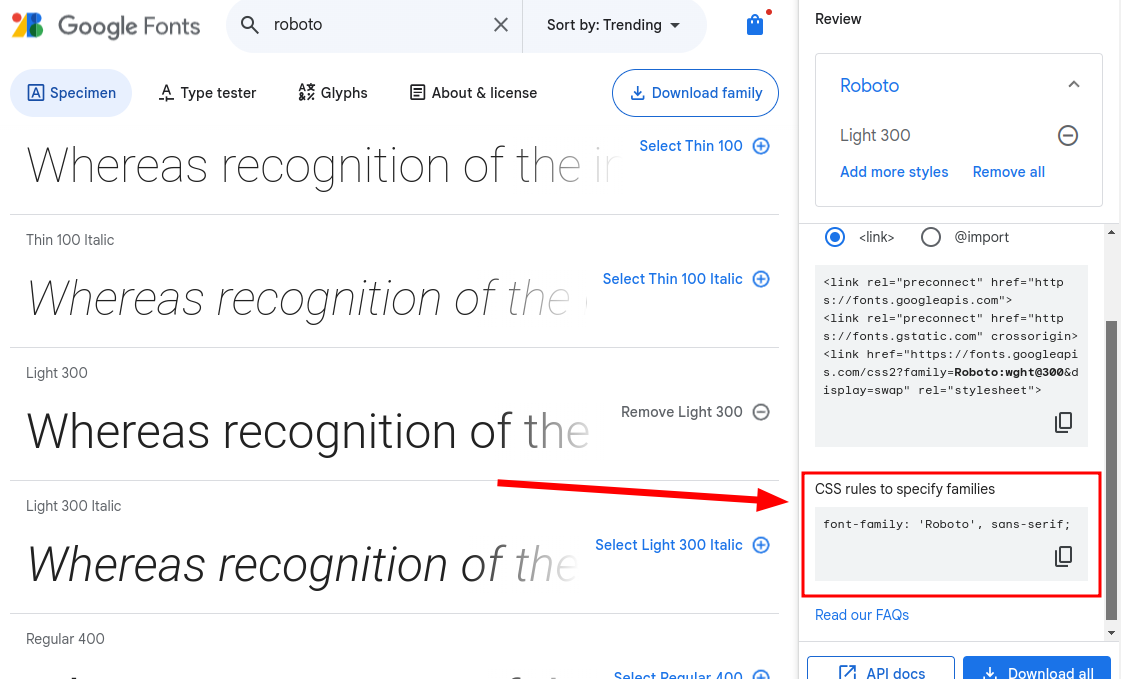 Google Fonts
roboto
Sort by: Trending
Specimen
Type tester
Glyphs
About & license
Download family
Select Thin 100
Whereas recognition of the
Thin 100 Italic
Select Thin 100 Italic
Whereas recognition of the
Light 300
Remove Light 300
Whereas recognition of the
Light 300 Italic
Select Light 300 Italic
Whereas recognition of the
Regular 400
Select Regular 400
Review
Roboto
Light 300
Add more styles Remove all
<link> @import
<link rel="preconnect" href="http
s://fonts.googleapis.com">
<link rel="preconnect" href="http
s://fonts.gstatic.com" crossorigin>
<link href="https://fonts.googleapi
s.com/css2?family=Roboto:wght@300&d
isplay=swap" rel="stylesheet">
CSS rules to specify families
font-family: 'Roboto', sans-serif;
Read our FAQs
API docs
Download all